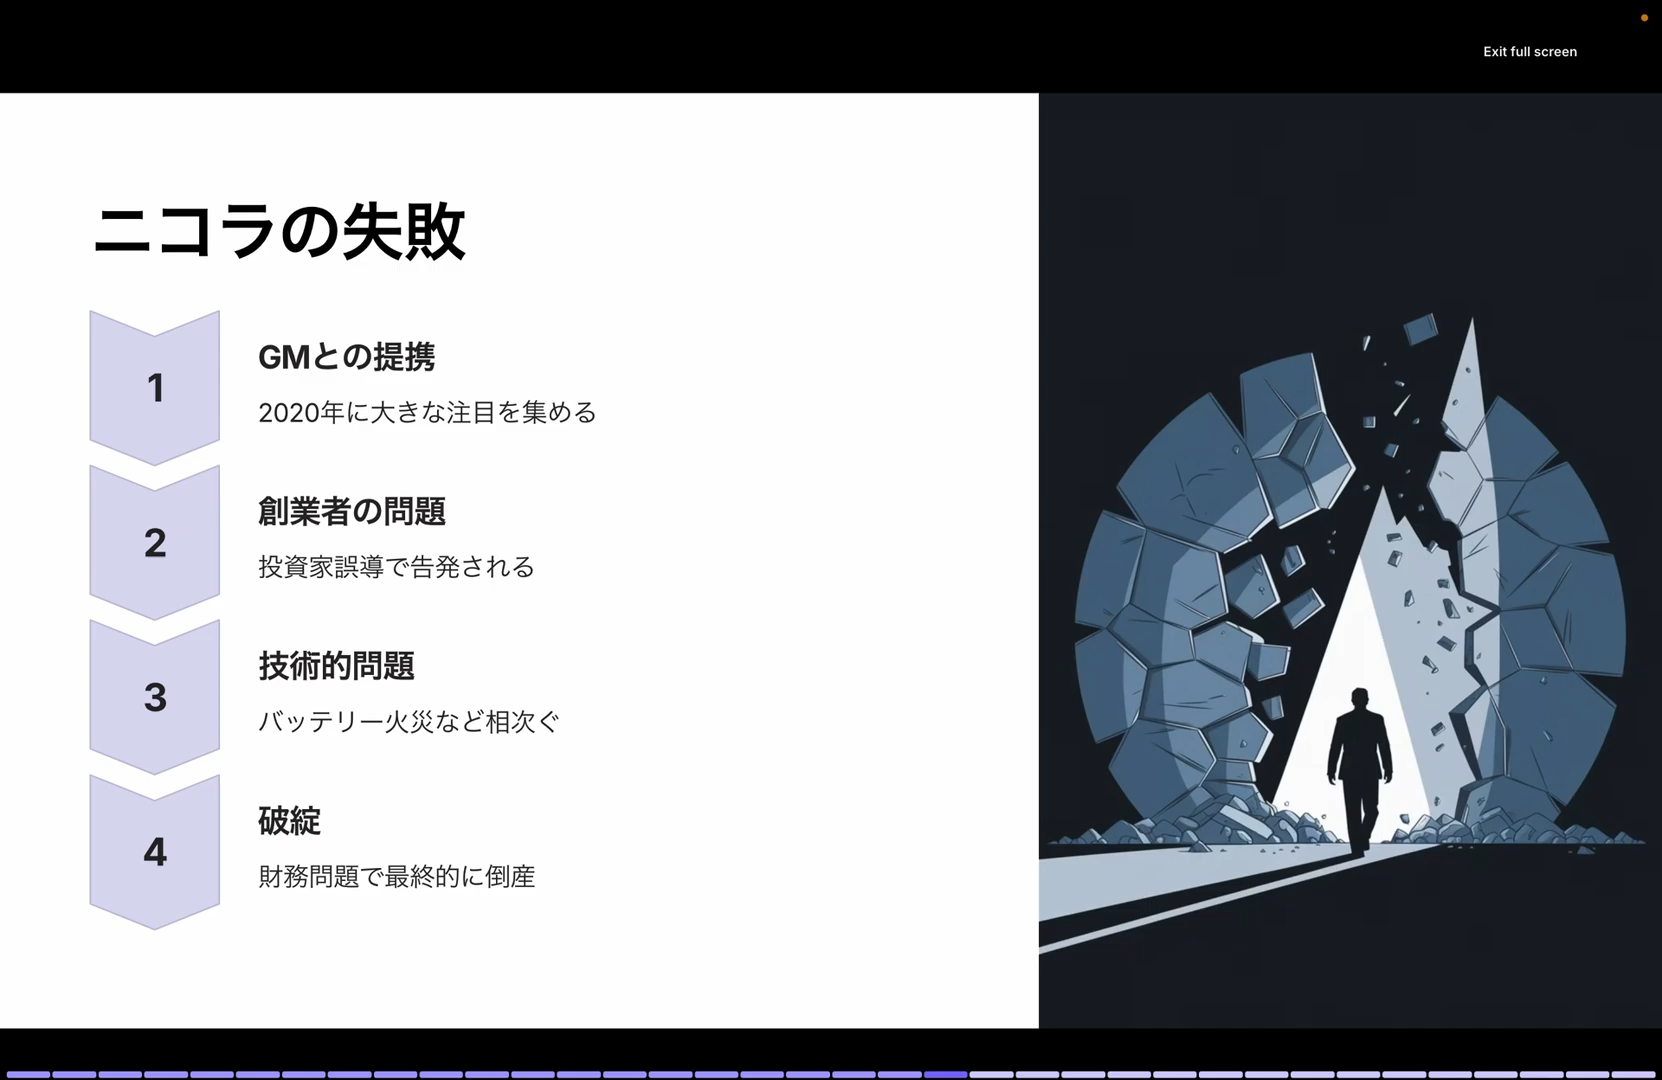 Exit full screen
ニコラの失敗
1
GMとの提携
2020年に大きな注目を集める
2
創業者の問題
投資家誤導で告発される
3
技術的問題
バッテリー火災など相次ぐ
4
破綻
財務問題で最終的に倒産